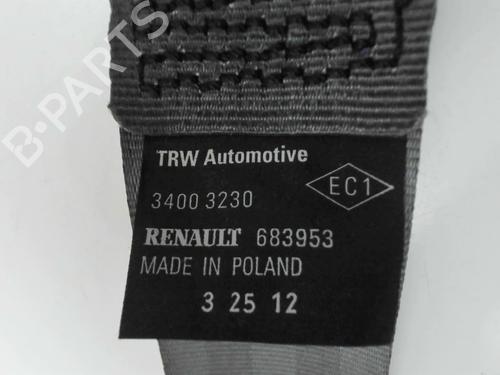 B-PARTS
TRW Automotive
3400 3230
EC1
RENAULT 683953
MADE IN POLAND
3 25 12